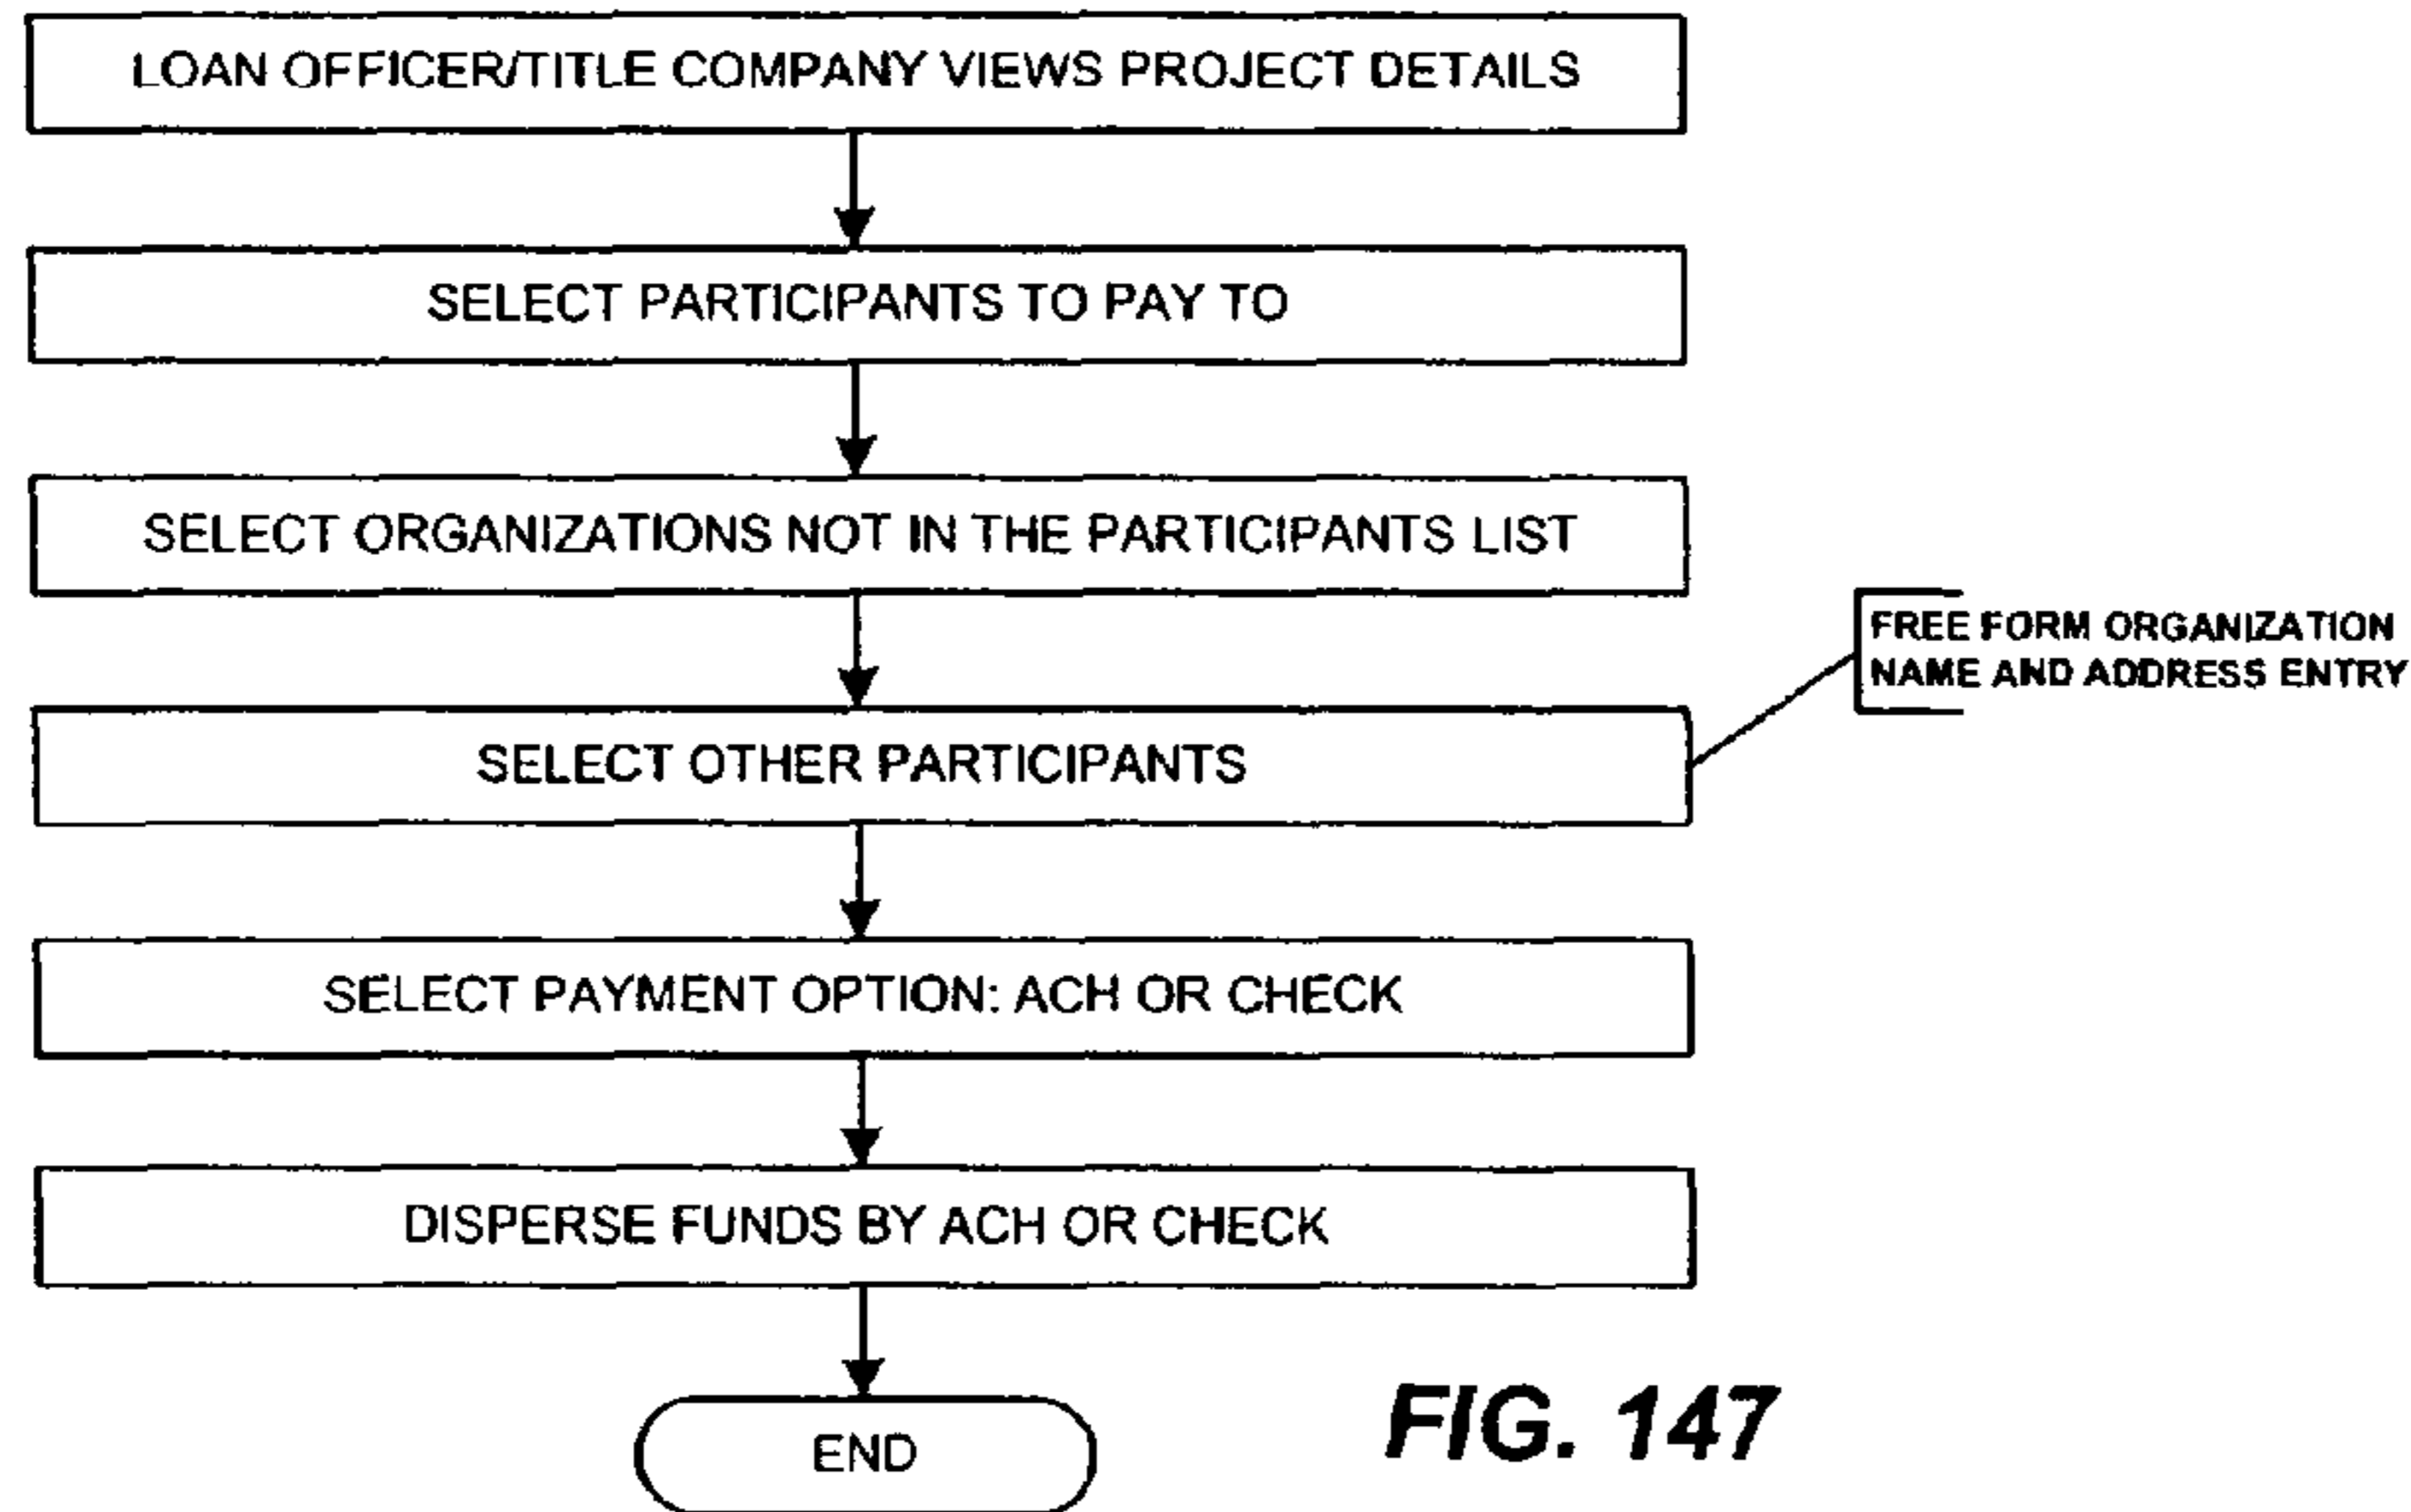 LOAN OFFICER/TITLE COMPANY VIEWS PROJECT DETAILS
SELECT PARTICIPANTS TO PAY TO
SELECT ORGANIZATIONS NOT IN THE PARTICIPANTS LIST
FREE FORM ORGANIZATION
NAME AND ADDRESS ENTRY
SELECT OTHER PARTICIPANTS
SELECT PAYMENT OPTION: ACH OR CHECK
DISPERSE FUNDS BY ACH OR CHECK
END
FIG. 147